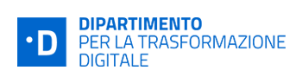 ·D
DIPARTIMENTO
PER LA TRASFORMAZIONE
DIGITALE